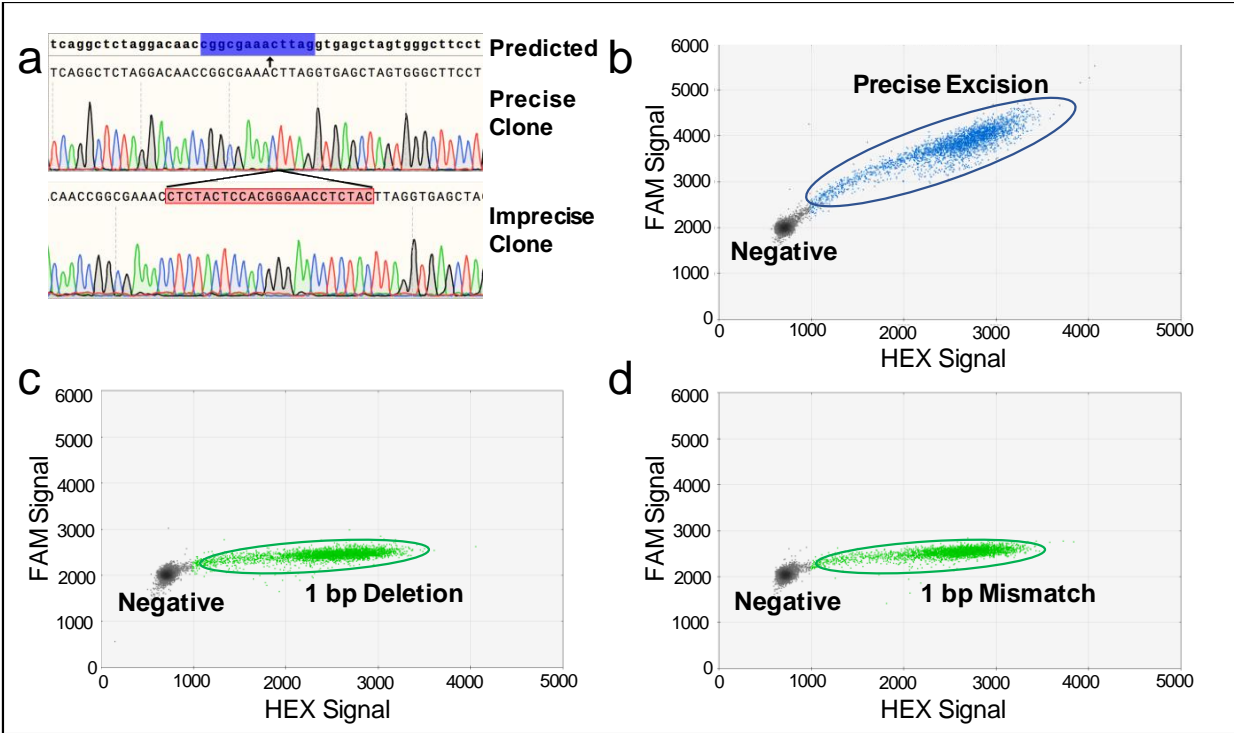 a
tcaggctctaggacaaccggcgaaacttaggtgagctagtgggcttcct
Predicted
TCAGGCTCTAGGACAACCGGCGAAACTTAGGTGAGCTAGTGGGCTTCCT
Precise
Clone
CAACCGGCGAAACCTCTACTCCACGGGAACCTCTACTTAGGTGAGCTA
Imprecise
Clone
b
6000
5000
4000
3000
2000
1000
0
FAM Signal
Precise Excision
Negative
0 1000 2000 3000 4000 5000
HEX Signal
c
6000
5000
4000
3000
2000
1000
0
FAM Signal
Negative
1 bp Deletion
0 1000 2000 3000 4000 5000
HEX Signal
d
6000
5000
4000
3000
2000
1000
0
FAM Signal
Negative
1 bp Mismatch
0 1000 2000 3000 4000 5000
HEX Signal